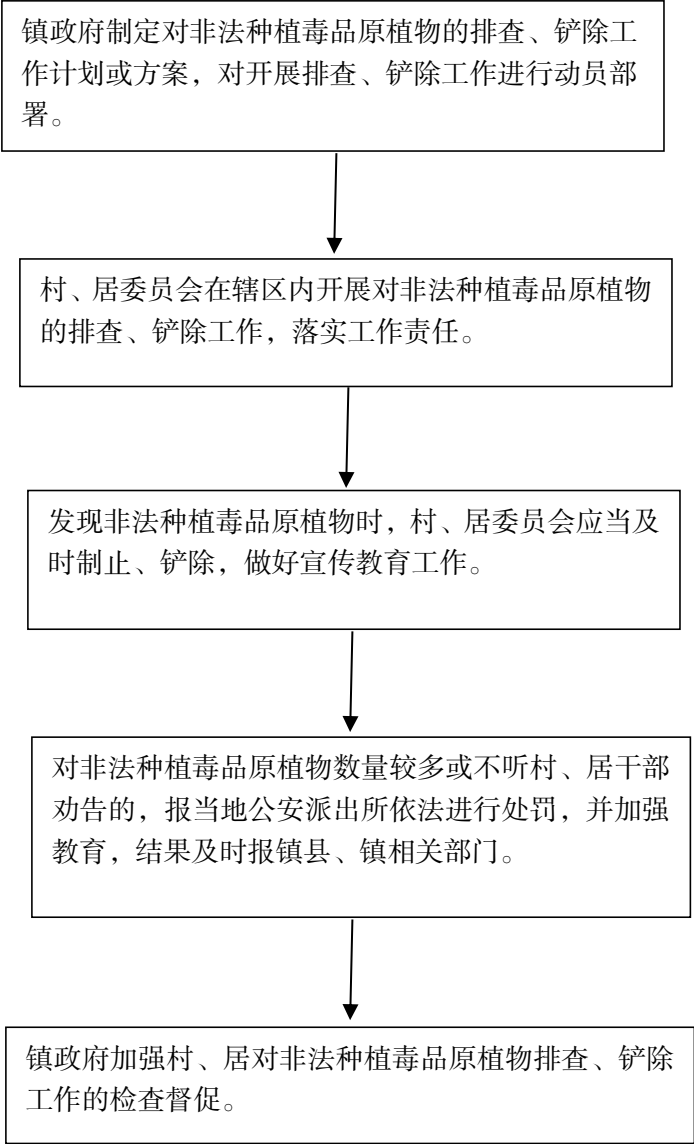 镇政府制定对非法种植毒品原植物的排查、铲除工
作计划或方案，对开展排查、铲除工作进行动员部
署。
村、居委员会在辖区内开展对非法种植毒品原植物
的排查、铲除工作，落实工作责任。
发现非法种植毒品原植物时，村、居委员会应当及
时制止、铲除，做好宣传教育工作。
对非法种植毒品原植物数量较多或不听村、居干部
劝告的，报当地公安派出所依法进行处罚，并加强
教育，结果及时报镇县、镇相关部门。
镇政府加强村、居对非法种植毒品原植物排查、铲除
工作的检查督促。